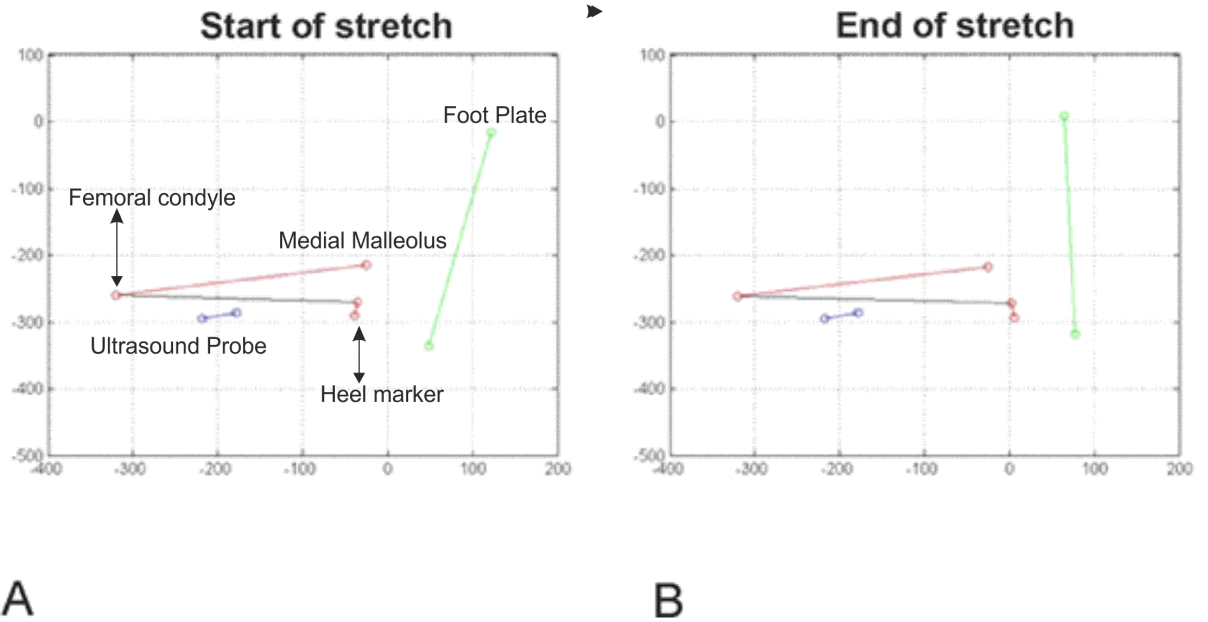 Start of stretch
End of stretch
100
0
-100
-200
-300
-400
-500
-400 -300 -200 -100 0 100 200
Foot Plate
Femoral condyle
Medial Malleolus
Ultrasound Probe
Heel marker
100
0
-100
-200
-300
-400
-500
-400 -300 -200 -100 0 100 200
A
B